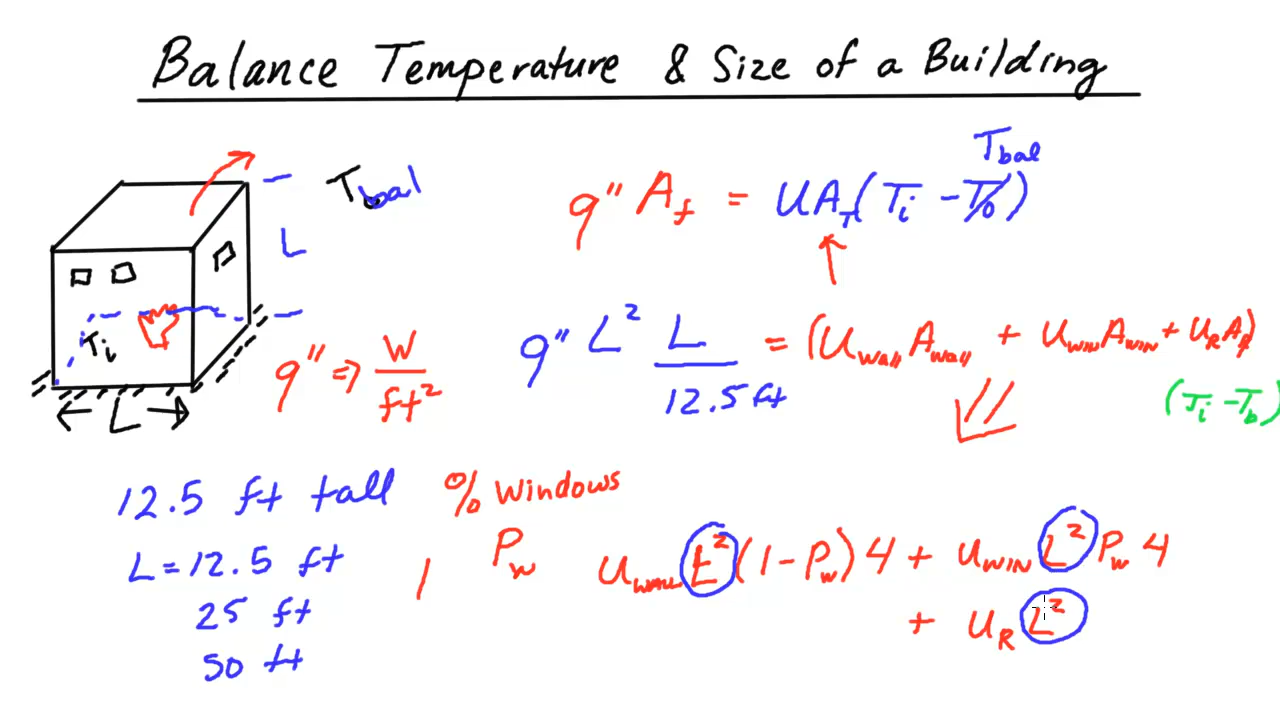 Balance Temperature & Size of a Building
Tbal
L
Ti
L
q" ⇒ W/ft²
q" Af = UAT(Ti − To)
Tbal
q" L² L/12.5 ft = (Uwall Awall + UWIN AWIN + UR Af)
(Ti − Tb)
12.5 ft tall
L = 12.5 ft
25 ft
50 ft
% Windows
Pw
UWALL L² (1 − Pw) 4 + UWIN L² Pw 4
+ UR L²